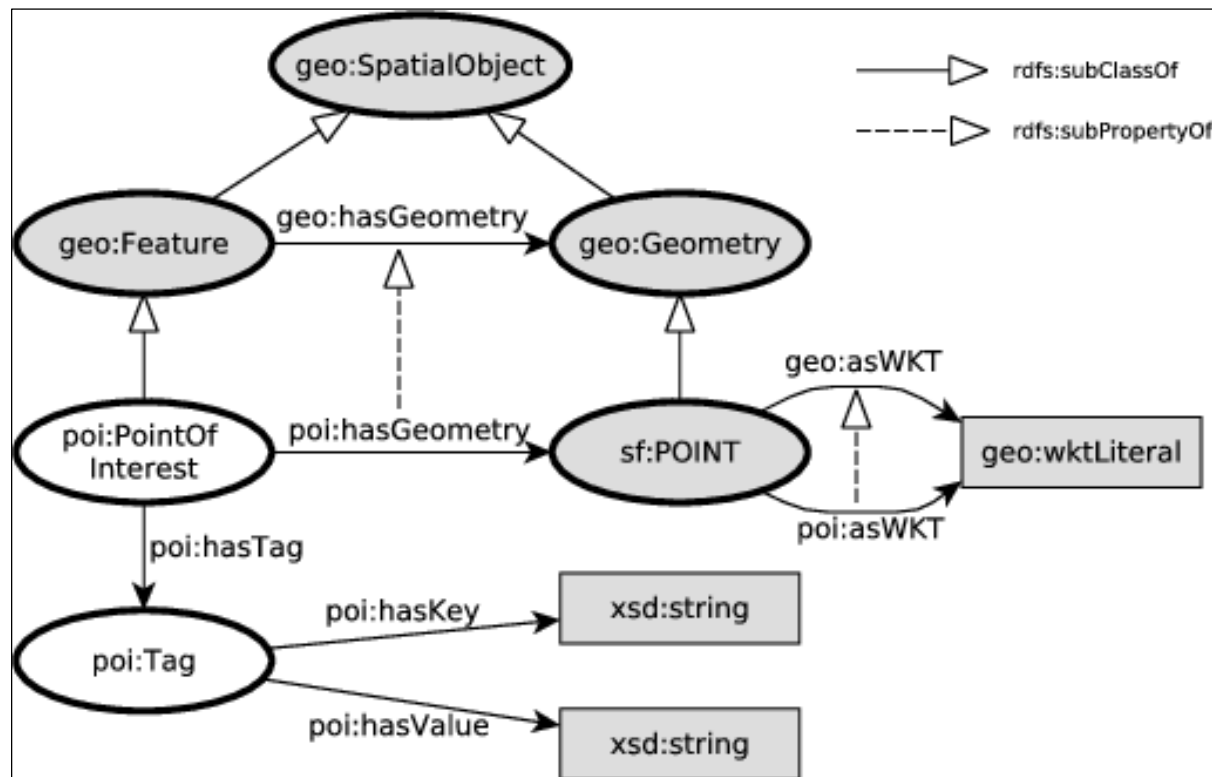 geo:SpatialObject
rdfs:subClassOf
rdfs:subPropertyOf
geo:hasGeometry
geo:Feature
geo:Geometry
geo:asWKT
poi:PointOf
Interest
poi:hasGeometry
sf:POINT
geo:wktLiteral
poi:asWKT
poi:hasTag
poi:hasKey
xsd:string
poi:Tag
poi:hasValue
xsd:string